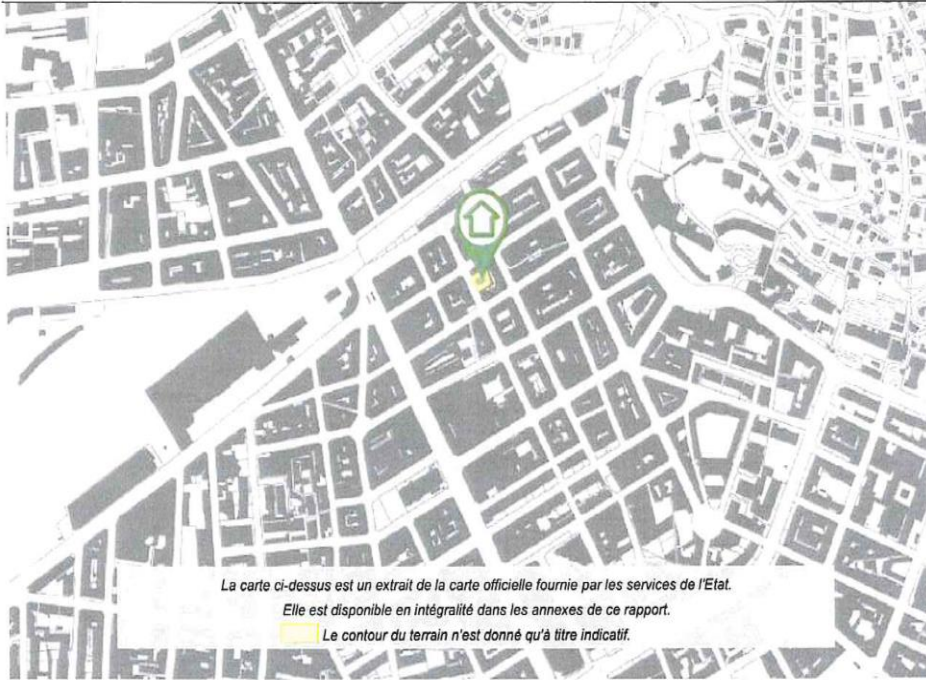 La carte ci-dessus est un extrait de la carte officielle fournie par les services de l'Etat.
Elle est disponible en intégralité dans les annexes de ce rapport.
Le contour du terrain n'est donné qu'à titre indicatif.